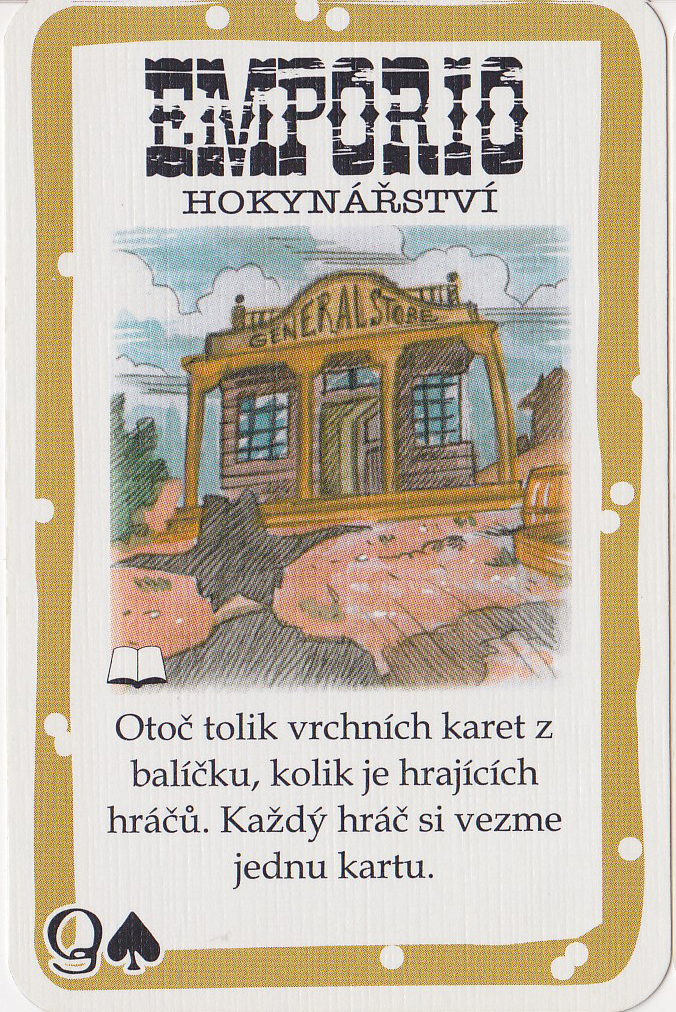 EMPORIO
HOKYNÁŘSTVÍ
GENERAL STORE
Otoč tolik vrchních karet z
balíčku, kolik je hrajících
hráčů. Každý hráč si vezme
jednu kartu.
Q♠